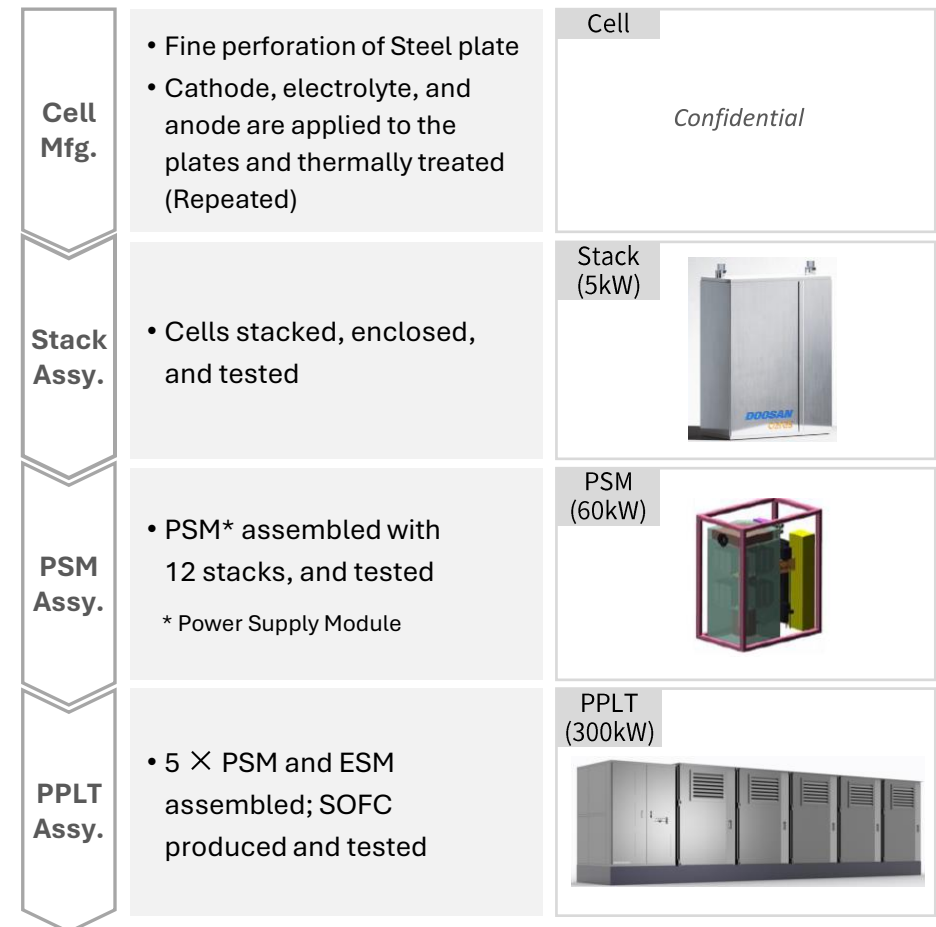 Cell
Mfg.
• Fine perforation of Steel plate
• Cathode, electrolyte, and
anode are applied to the
plates and thermally treated
(Repeated)
Cell
Confidential
Stack
Assy.
• Cells stacked, enclosed,
and tested
Stack
(5kW)
DOOSAN
PSM
Assy.
• PSM* assembled with
12 stacks, and tested
* Power Supply Module
PSM
(60kW)
PPLT
Assy.
• 5 × PSM and ESM
assembled; SOFC
produced and tested
PPLT
(300kW)